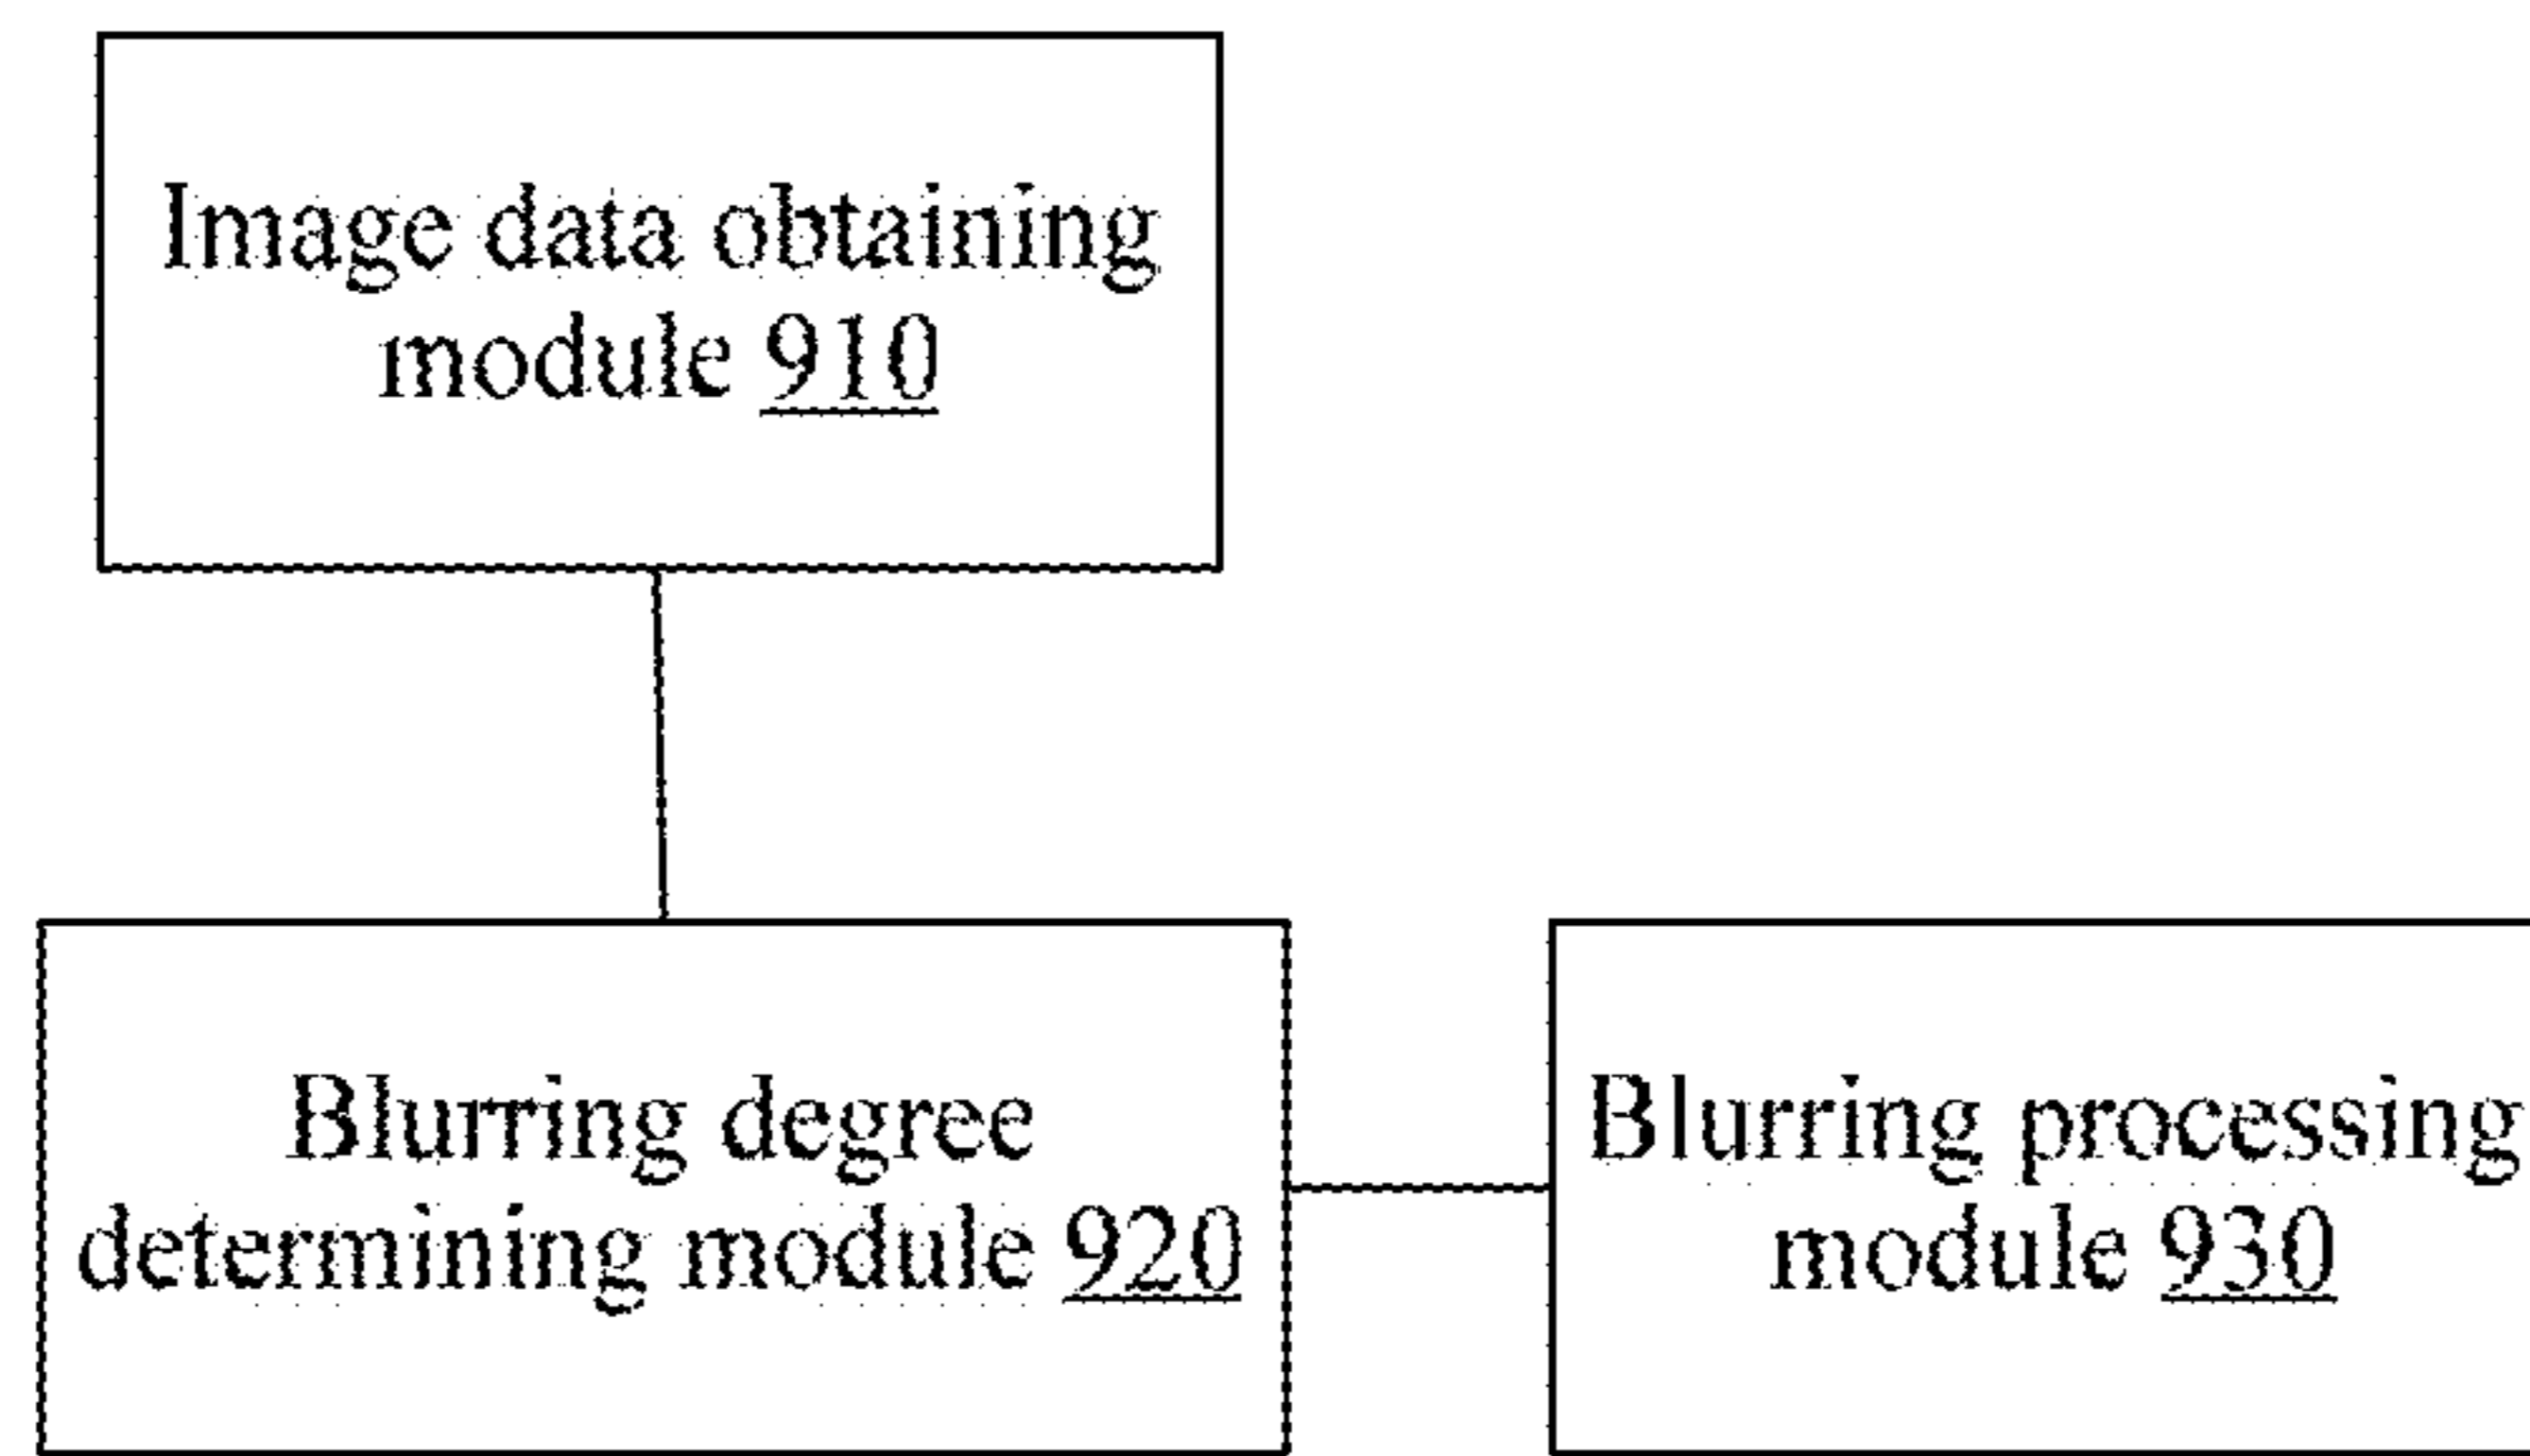 Image data obtaining
module 910
Blurring degree
determining module 920
Blurring processing
module 930